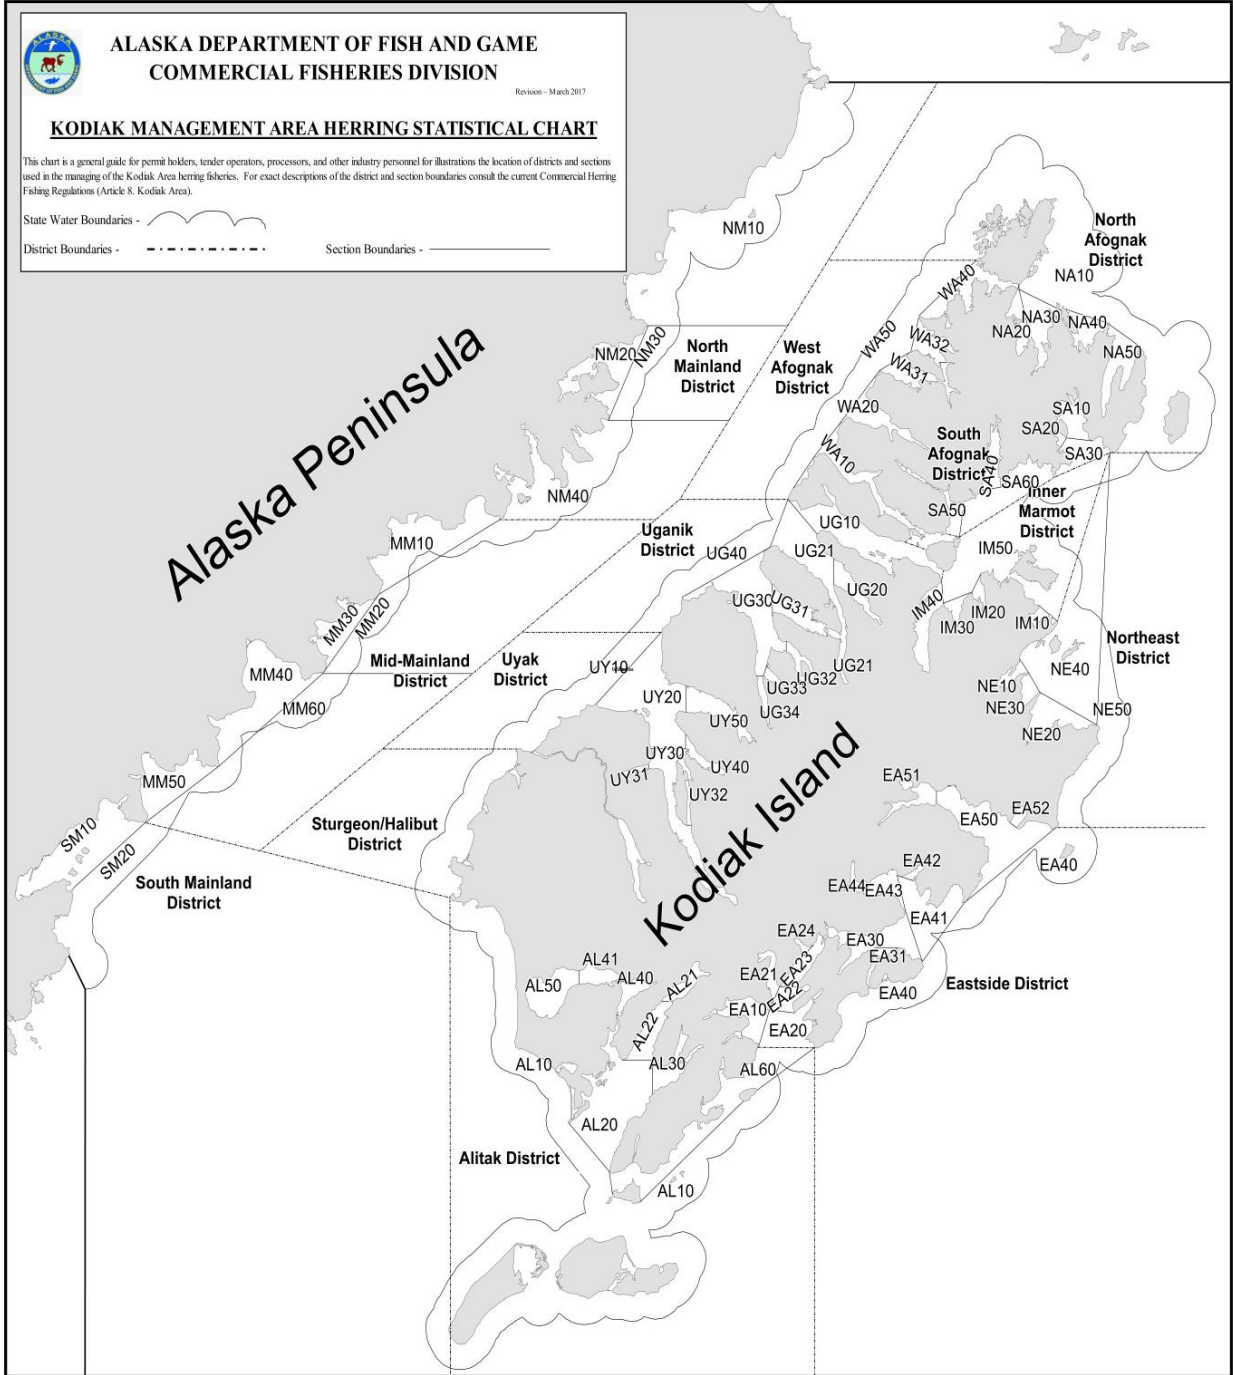 ALASKA DEPARTMENT OF FISH AND GAME
COMMERCIAL FISHERIES DIVISION
Revision – March 2017
KODIAK MANAGEMENT AREA HERRING STATISTICAL CHART
This chart is a general guide for permit holders, tender operators, processors, and other industry personnel for illustrations the location of districts and sections
used in the managing of the Kodiak Area herring fisheries. For exact descriptions of the district and section boundaries consult the current Commercial Herring
Fishing Regulations (Article 8. Kodiak Area).
State Water Boundaries -
District Boundaries -
Section Boundaries -
ALASKA
NM10
North
Afognak
District
NA10
WA40
NA30
NA20
NA40
NA50
WA50
WA32
WA31
NM30
NM20
North
Mainland
District
West
Afognak
District
WA20
SA10
SA20
SA30
South
Afognak
District
SA40
SA60
WA10
Alaska Peninsula
NM40
Inner
Marmot
District
SA50
UG10
Uganik
District
MM10
UG40
UG21
IM50
UG20
UG30
UG31
IM40
IM30
IM20
IM10
MM30
MM20
Northeast
District
Mid-Mainland
District
Uyak
District
UY10
UG21
UG32
UG33
UG34
NE40
NE10
NE30
NE50
NE20
MM40
MM60
UY20
UY50
UY30
UY40
UY31
UY32
MM50
EA51
EA50
EA52
SM10
SM20
Sturgeon/Halibut
District
Kodiak Island
EA42
EA40
EA44
EA43
EA41
South Mainland
District
EA24
EA30
EA31
EA21
EA23
EA22
EA40
Eastside District
AL41
AL40
AL21
AL50
EA10
EA20
AL22
AL10
AL30
AL60
AL20
Alitak District
AL10